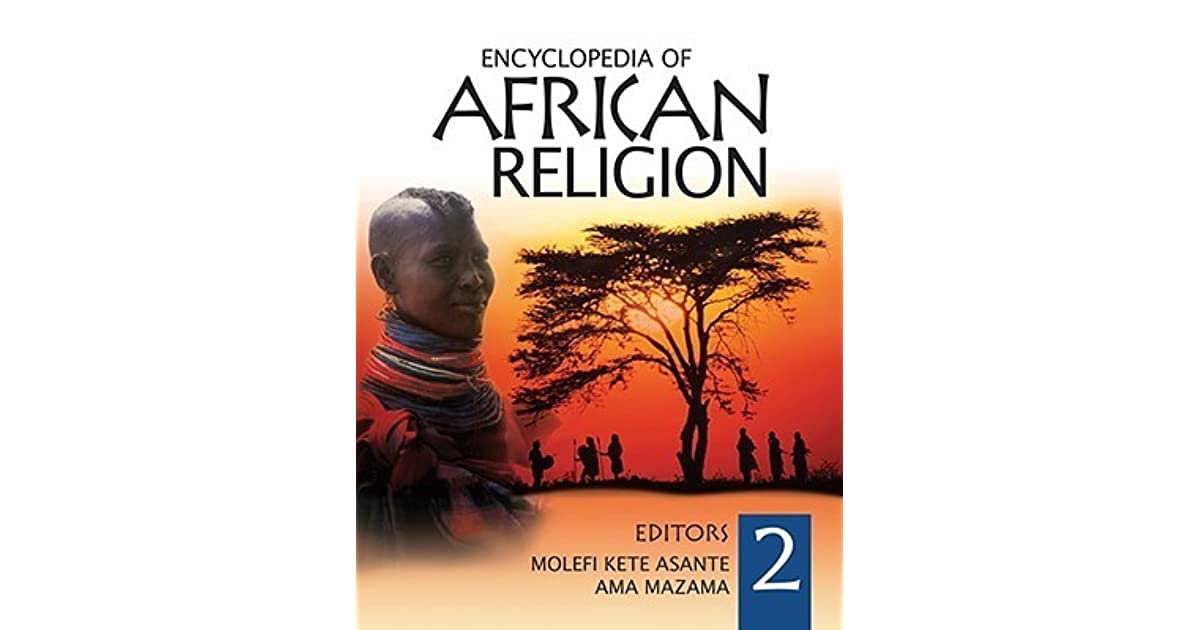 ENCYCLOPEDIA OF
AFRICAN
RELIGION
EDITORS
MOLEFI KETE ASANTE
AMA MAZAMA
2